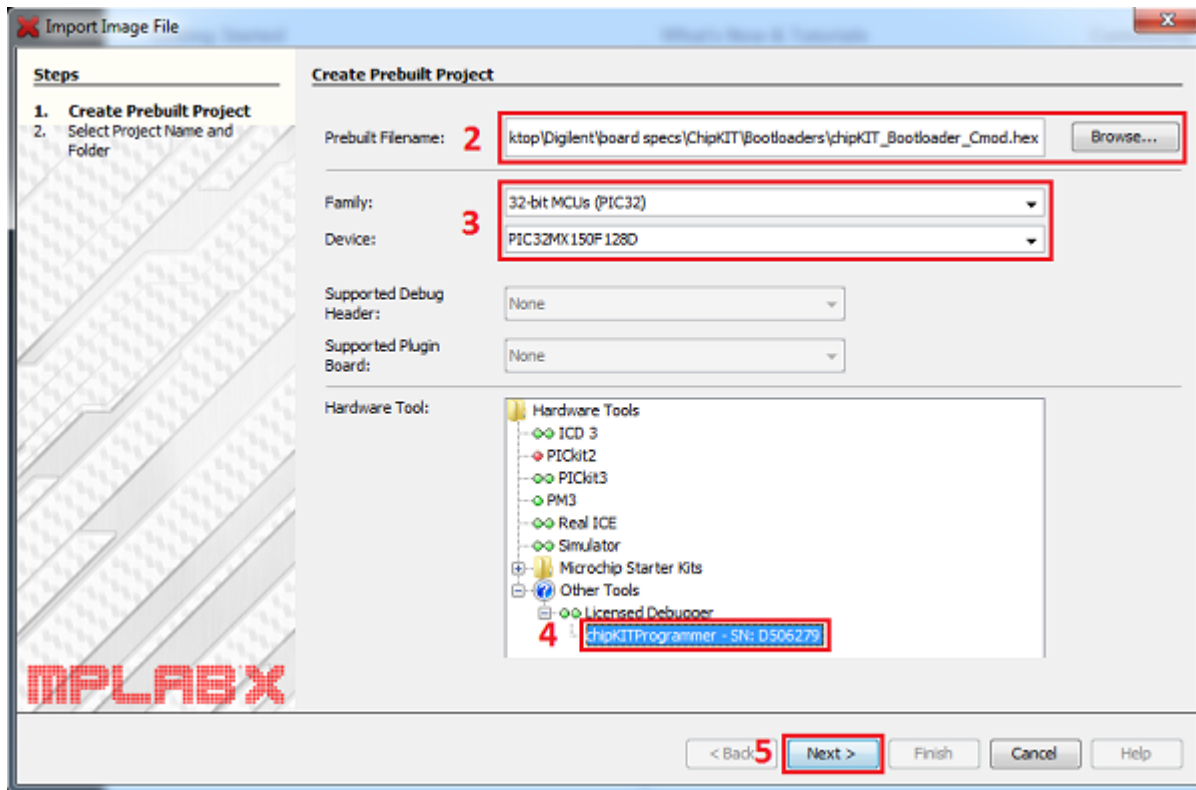 Import Image File
Steps
1. Create Prebuilt Project
2. Select Project Name and
Folder
Create Prebuilt Project
Prebuilt Filename: 2 ktop\Digilent\board specs\ChipKIT\Bootloaders\chipKIT_Bootloader_Cmod.hex Browse...
Family: 32-bit MCUs (PIC32)
3
Device: PIC32MX150F128D
Supported Debug
Header: None
Supported Plugin
Board: None
Hardware Tool: Hardware Tools
ICD 3
PICkit2
PICkit3
PM3
Real ICE
Simulator
Microchip Starter Kits
Other Tools
Licensed Debugger
4 chipKITProgrammer - SN: D506279
MPLAB X
< Back 5 Next > Finish Cancel Help